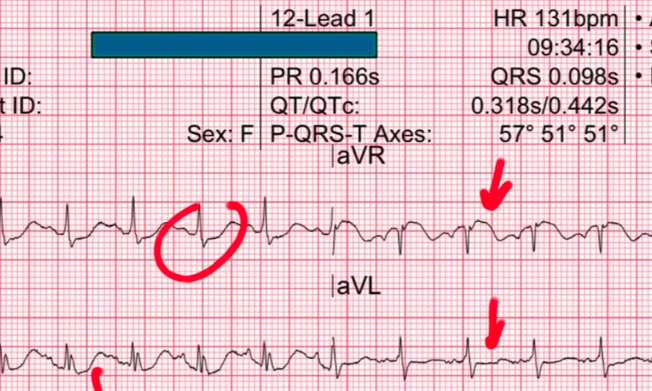 12-Lead 1 HR 131bpm
09:34:16
ID: PR 0.166s QRS 0.098s
t ID: QT/QTc: 0.318s/0.442s
Sex: F P-QRS-T Axes: 57° 51° 51°
aVR
aVL